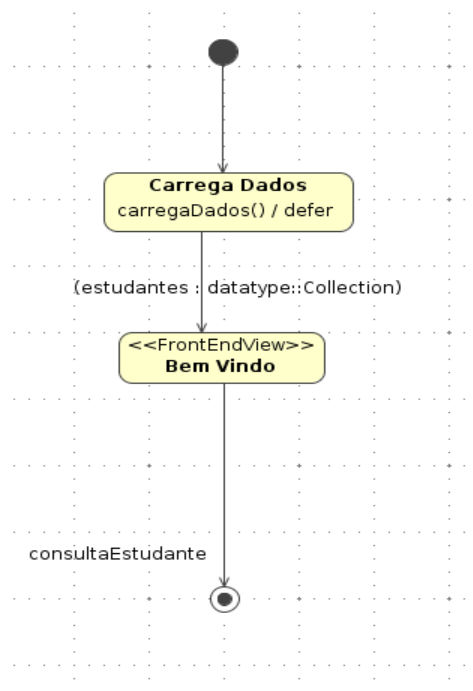 Carrega Dados
carregaDados() / defer
(estudantes : datatype::Collection)
<<FrontEndView>>
Bem Vindo
consultaEstudante